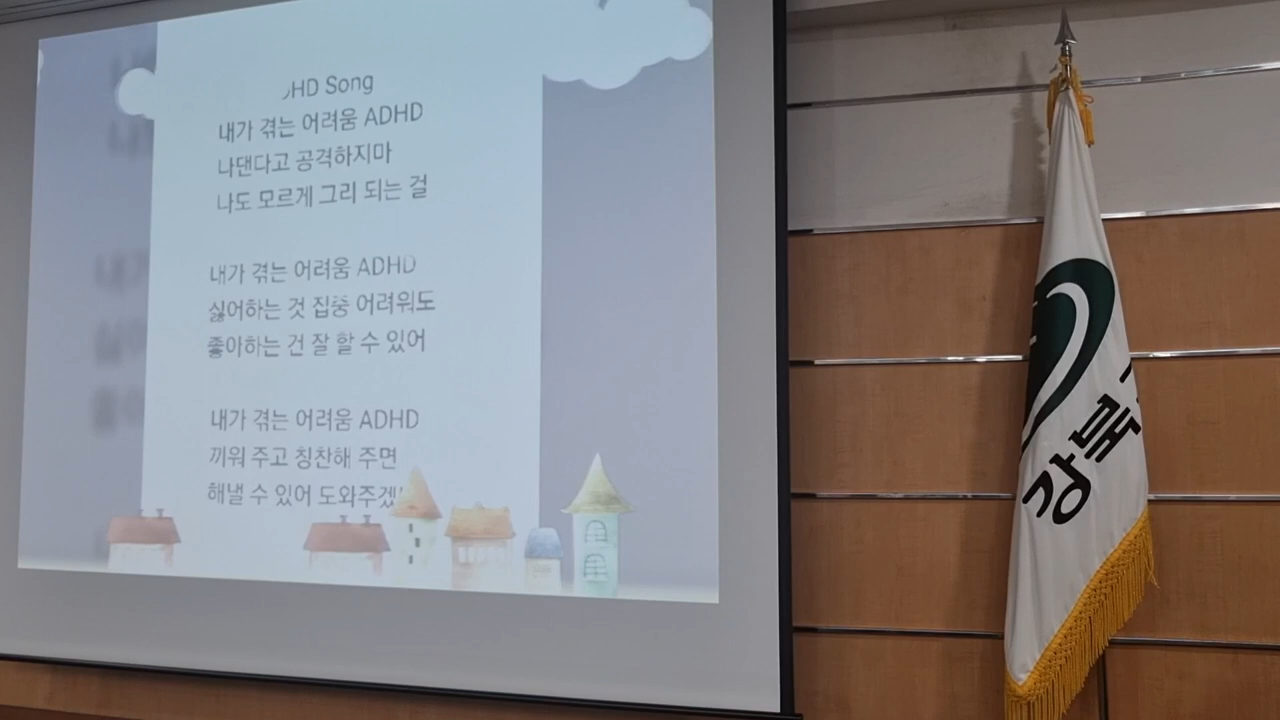 HD Song
내가 겪는 어려움 ADHD
나댄다고 공격하지마
나도 모르게 그리 되는 걸
내가 겪는 어려움 ADHD
싫어하는 것 집중 어려워도
좋아하는 건 잘 할 수 있어
내가 겪는 어려움 ADHD
끼워 주고 칭찬해 주면
해낼 수 있어
강북